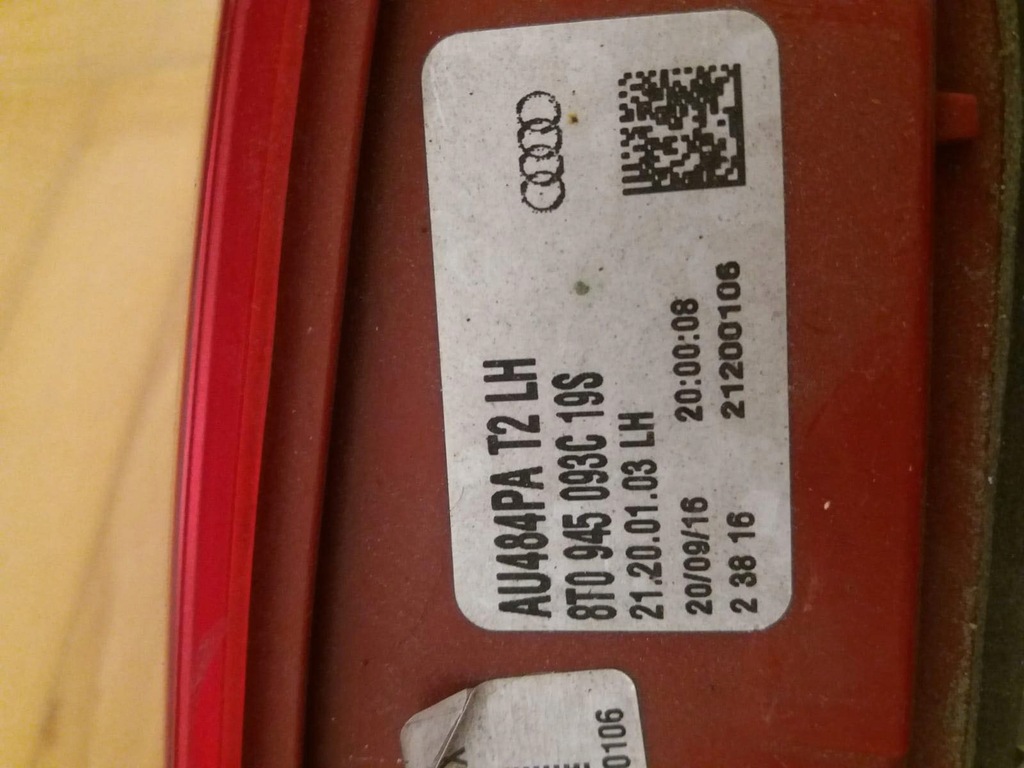 AU484PA T2 LH
8T0 945 093C 19S
21.20.01.03 LH
20/09/16 20:00:08
2 38 16 21200106
0106